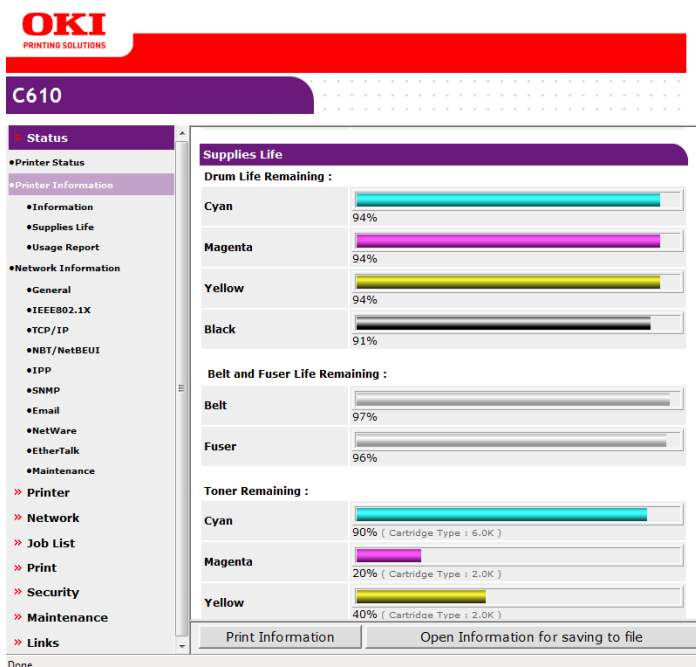 OKI
PRINTING SOLUTIONS
C610
» Status
•Printer Status
•Printer Information
•Information
•Supplies Life
•Usage Report
•Network Information
•General
•IEEE802.1X
•TCP/IP
•NBT/NetBEUI
•IPP
•SNMP
•Email
•NetWare
•EtherTalk
•Maintenance
» Printer
» Network
» Job List
» Print
» Security
» Maintenance
» Links
Supplies Life
Drum Life Remaining :
Cyan
94%
Magenta
94%
Yellow
94%
Black
91%
Belt and Fuser Life Remaining :
Belt
97%
Fuser
96%
Toner Remaining :
Cyan
90% ( Cartridge Type : 6.0K )
Magenta
20% ( Cartridge Type : 2.0K )
Yellow
40% ( Cartridge Type : 2.0K )
Print Information
Open Information for saving to file
Done